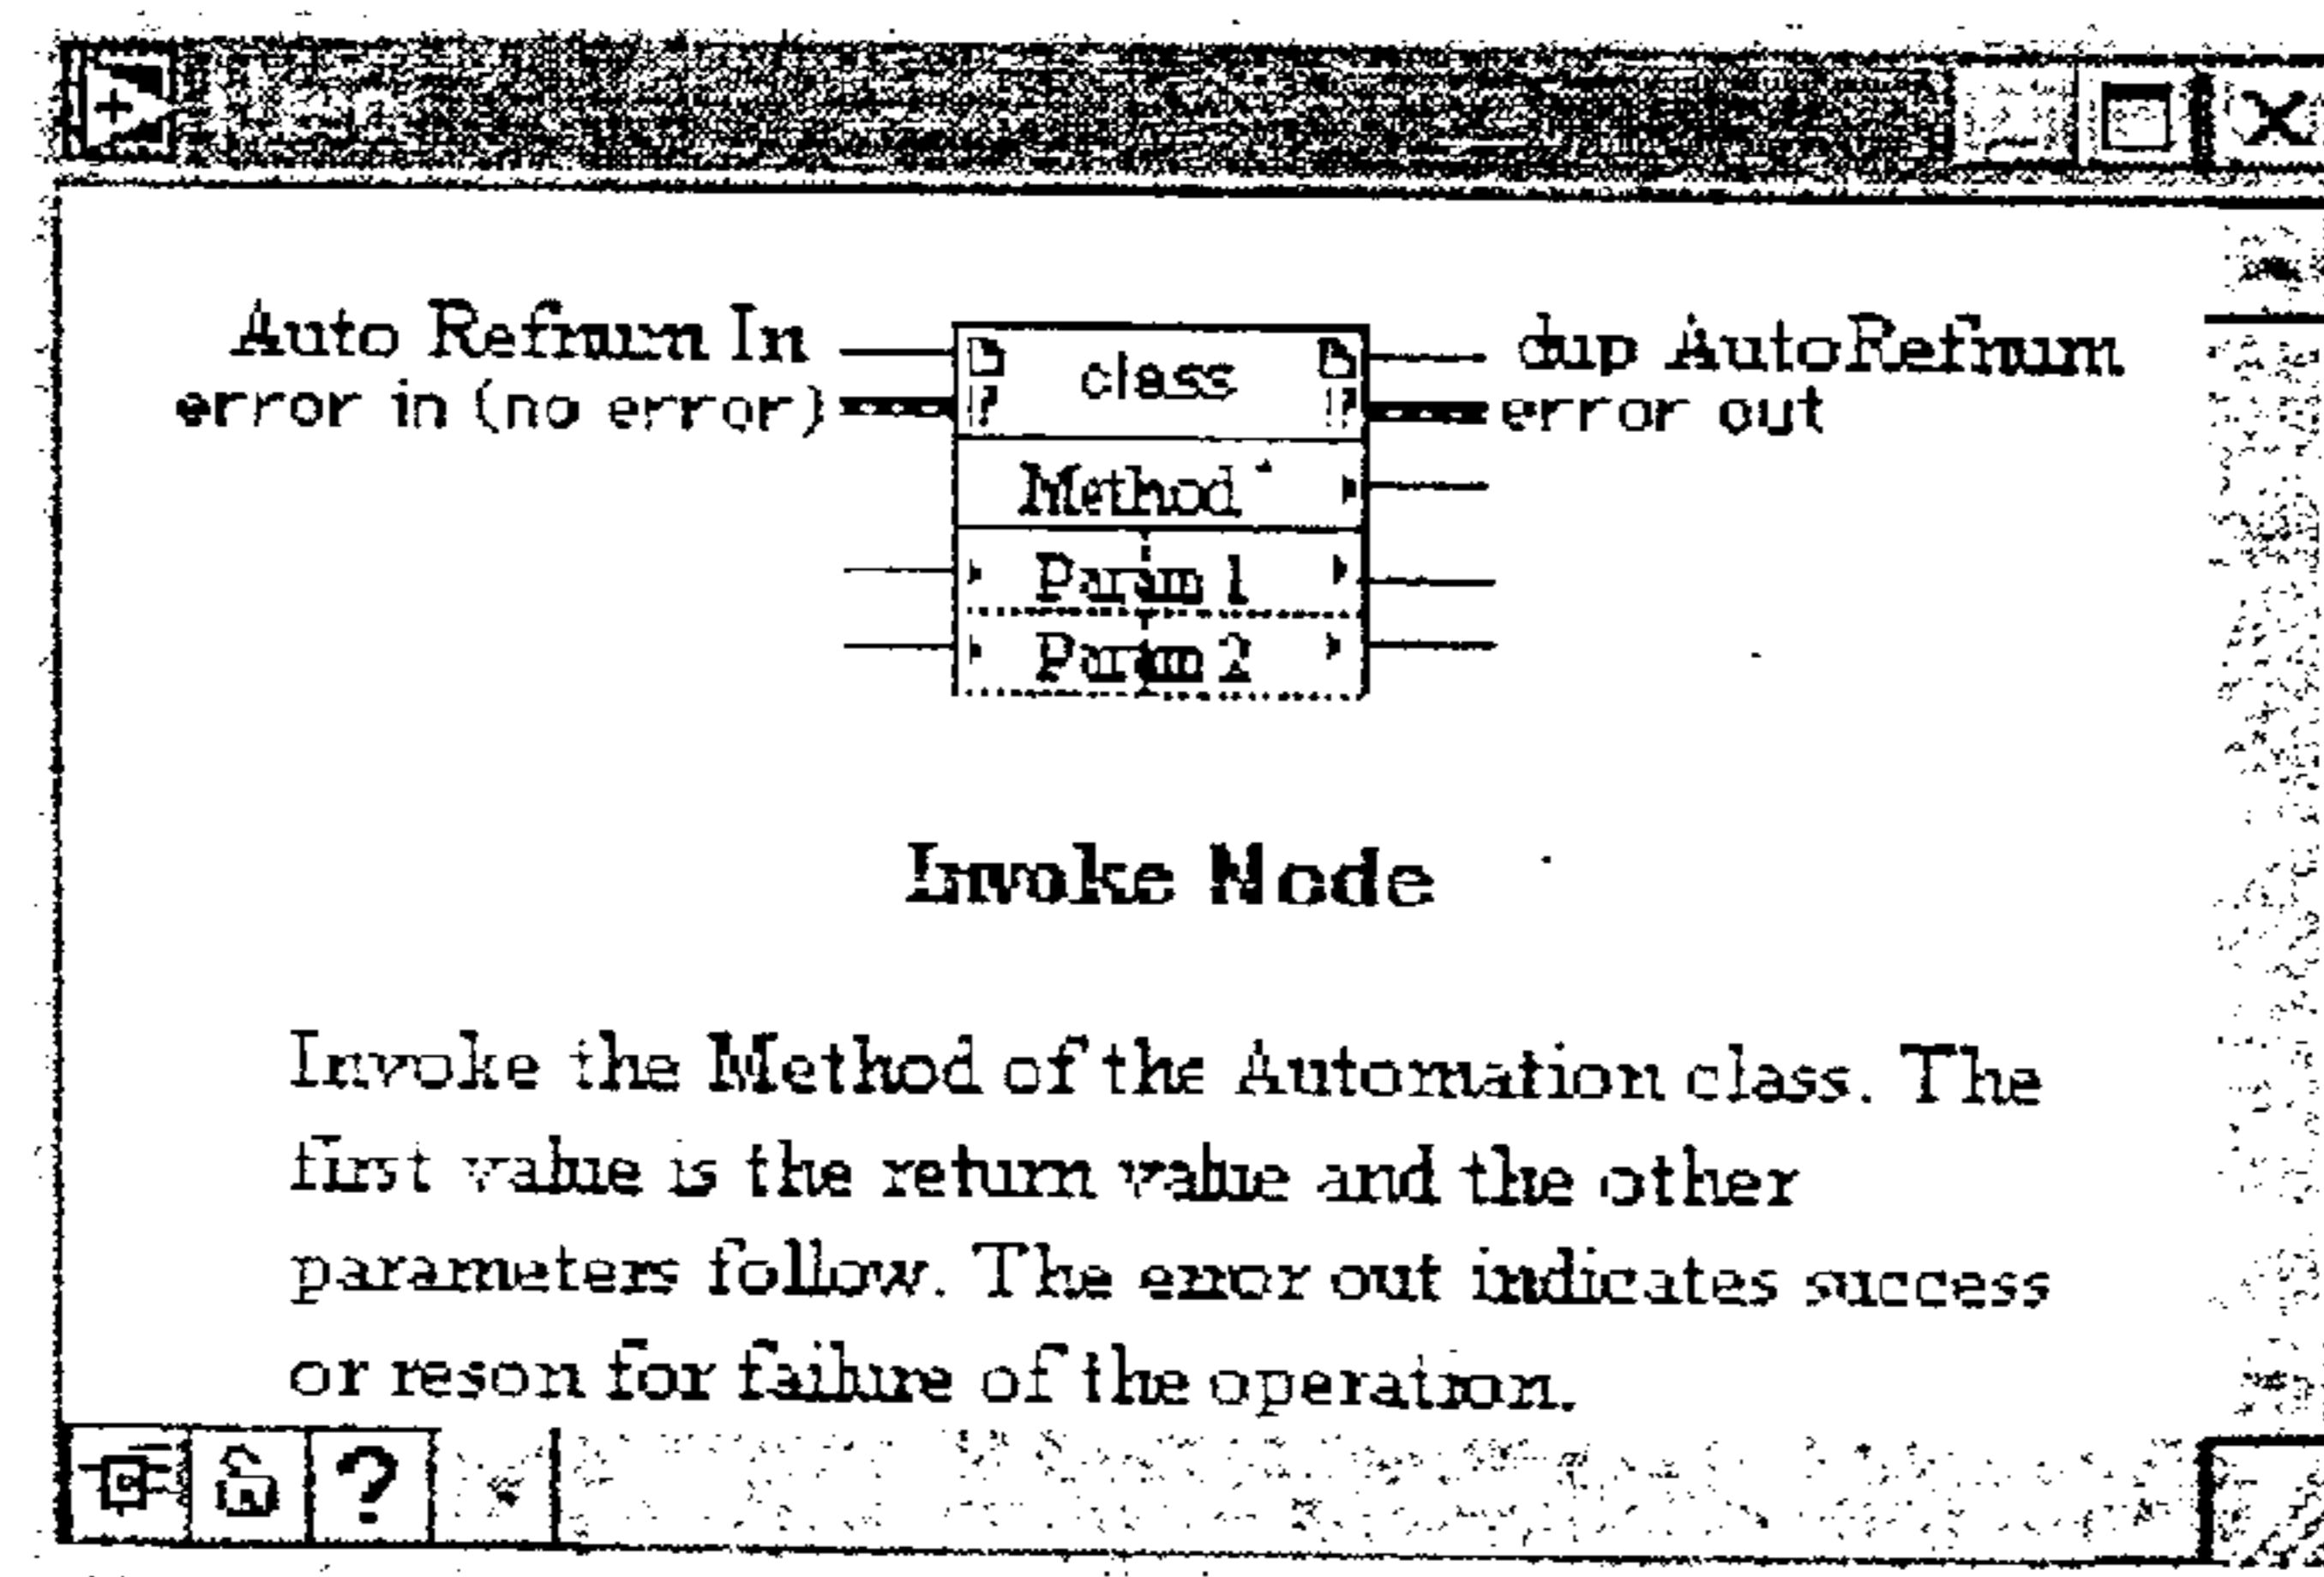 Help
Auto Refnum In
class
dup AutoRefnum
error in (no error)
error out
Method
Param 1
Param 2
Invoke Node
Invoke the Method of the Automation class. The
first value is the return value and the other
parameters follow. The error out indicates success
or reson for failure of the operation.
?